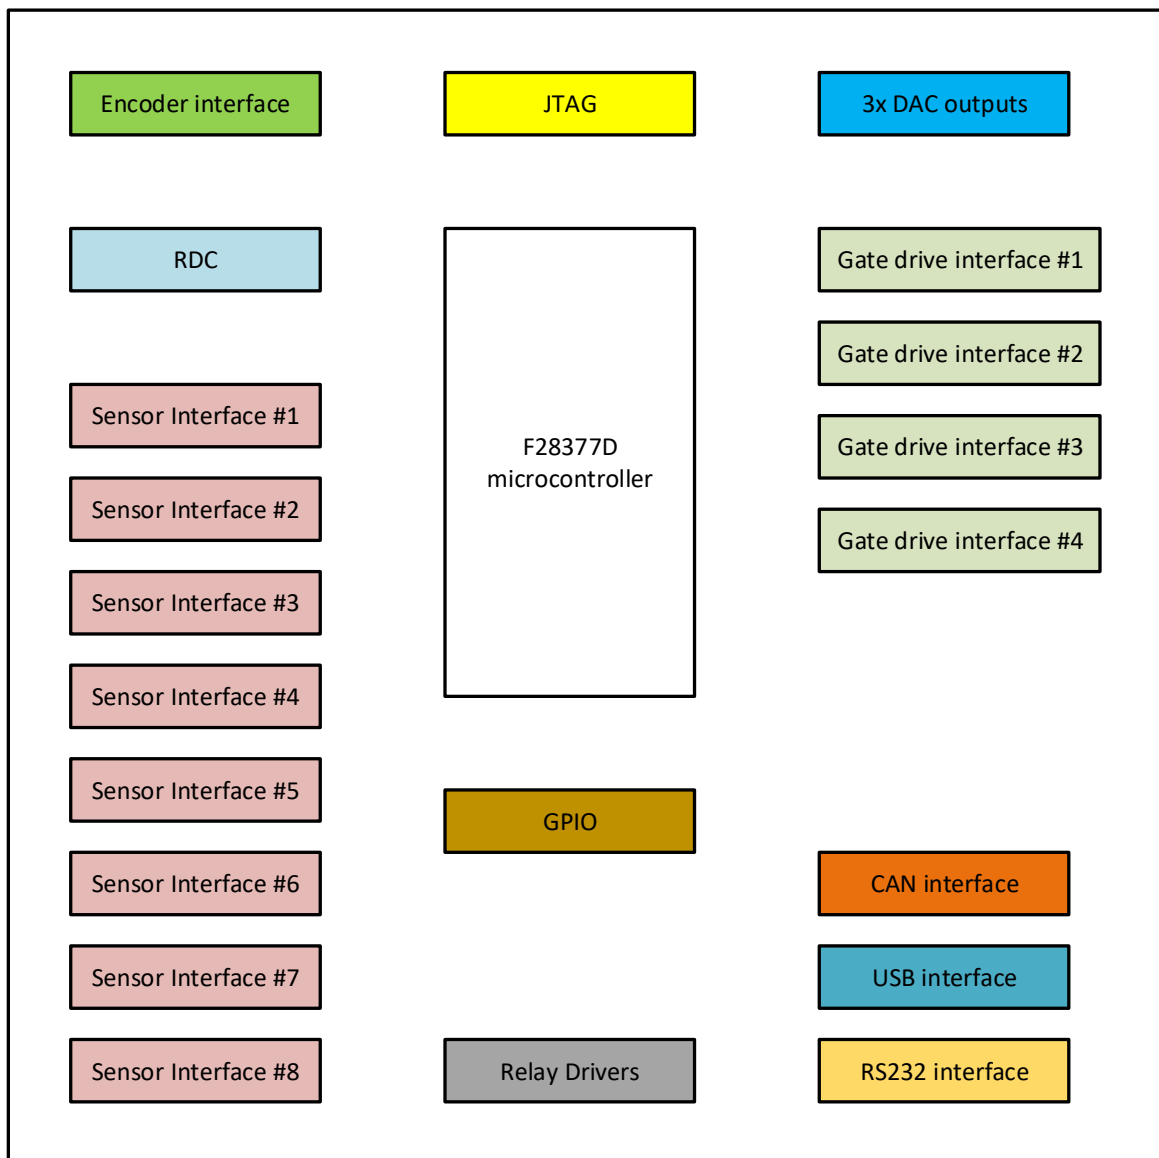 Encoder interface
JTAG
3x DAC outputs
RDC
Gate drive interface #1
Gate drive interface #2
Sensor Interface #1
F28377D
microcontroller
Gate drive interface #3
Sensor Interface #2
Gate drive interface #4
Sensor Interface #3
Sensor Interface #4
Sensor Interface #5
GPIO
Sensor Interface #6
CAN interface
Sensor Interface #7
USB interface
Sensor Interface #8
Relay Drivers
RS232 interface